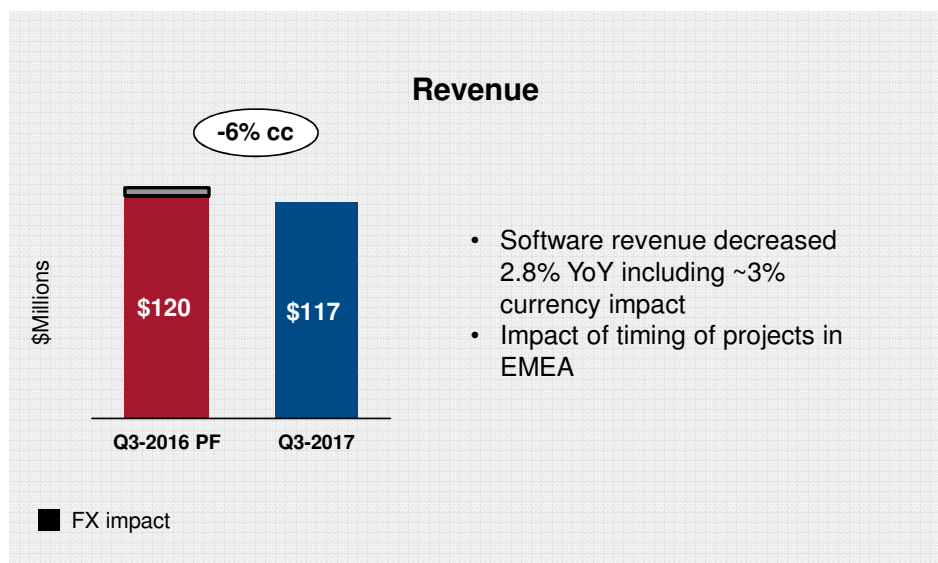 Revenue
-6% cc
$Millions
$120
$117
Q3-2016 PF
Q3-2017
• Software revenue decreased
2.8% YoY including ~3%
currency impact
• Impact of timing of projects in
EMEA
FX impact